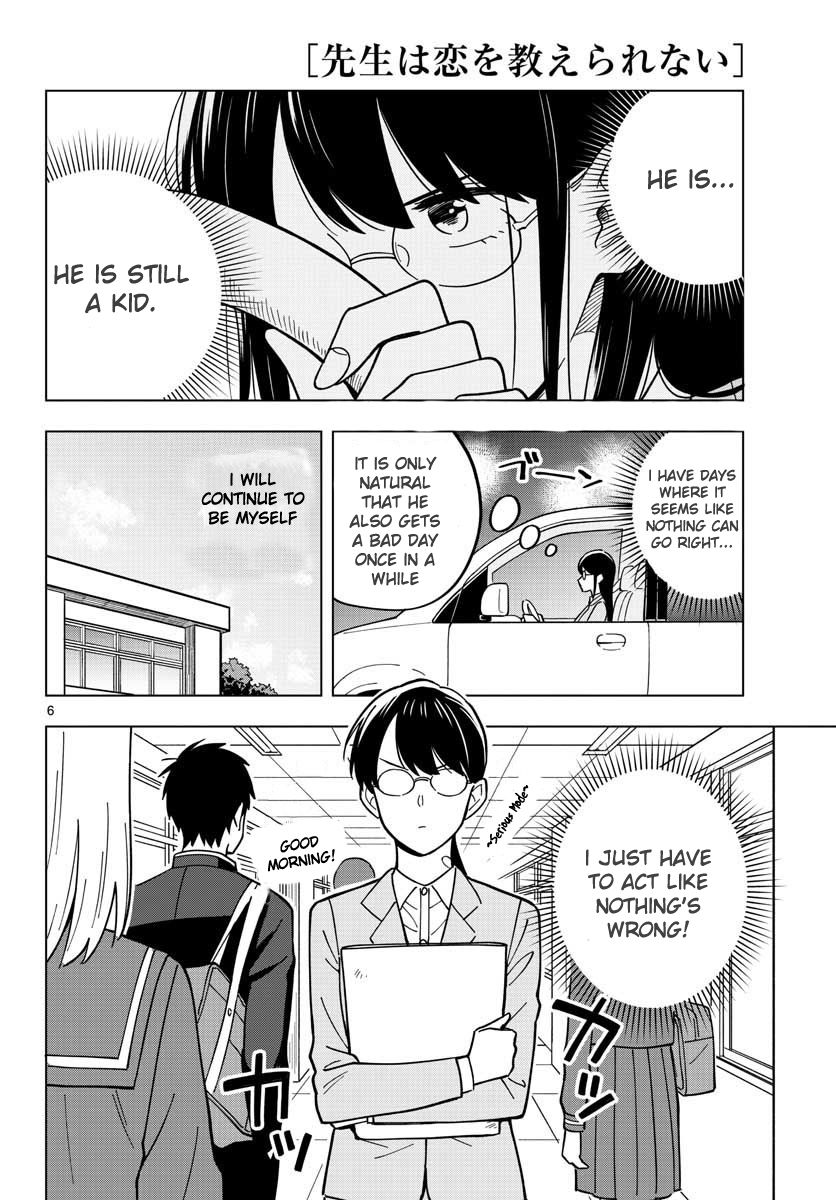 ［先生は恋を教えられない］
HE IS...
HE IS STILL
A KID.
I HAVE DAYS
WHERE IT
SEEMS LIKE
NOTHING CAN
GO RIGHT...
ブーン
IT IS ONLY
NATURAL
THAT HE
ALSO GETS
A BAD DAY
ONCE IN A
WHILE
I WILL
CONTINUE TO
BE MYSELF
6
I JUST HAVE
TO ACT LIKE
NOTHING'S
WRONG!
~Serious Mode~
GOOD
MORNING!
カッ
カッ